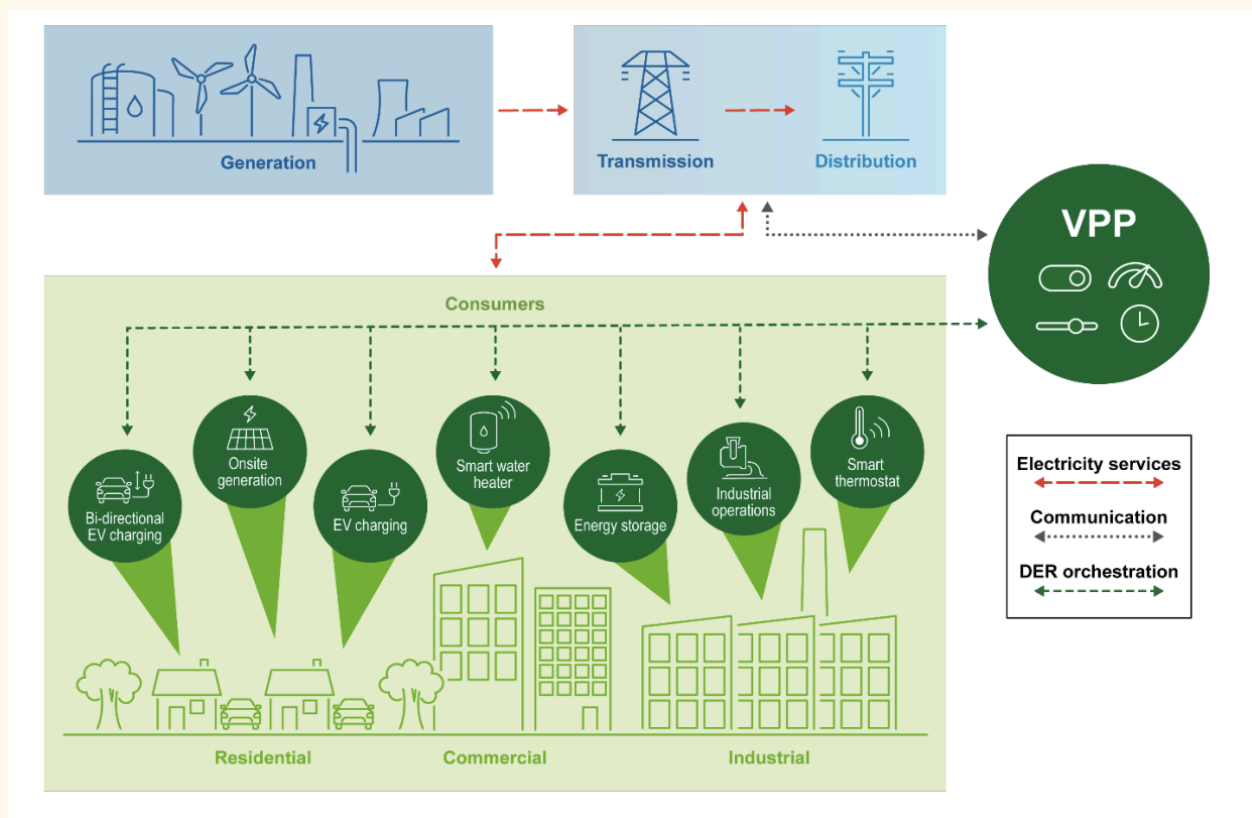 Generation
Transmission
Distribution
VPP
Consumers
Bi-directional
EV charging
Onsite
generation
EV charging
Smart water
heater
Energy storage
Industrial
operations
Smart
thermostat
Residential
Commercial
Industrial
Electricity services
Communication
DER orchestration